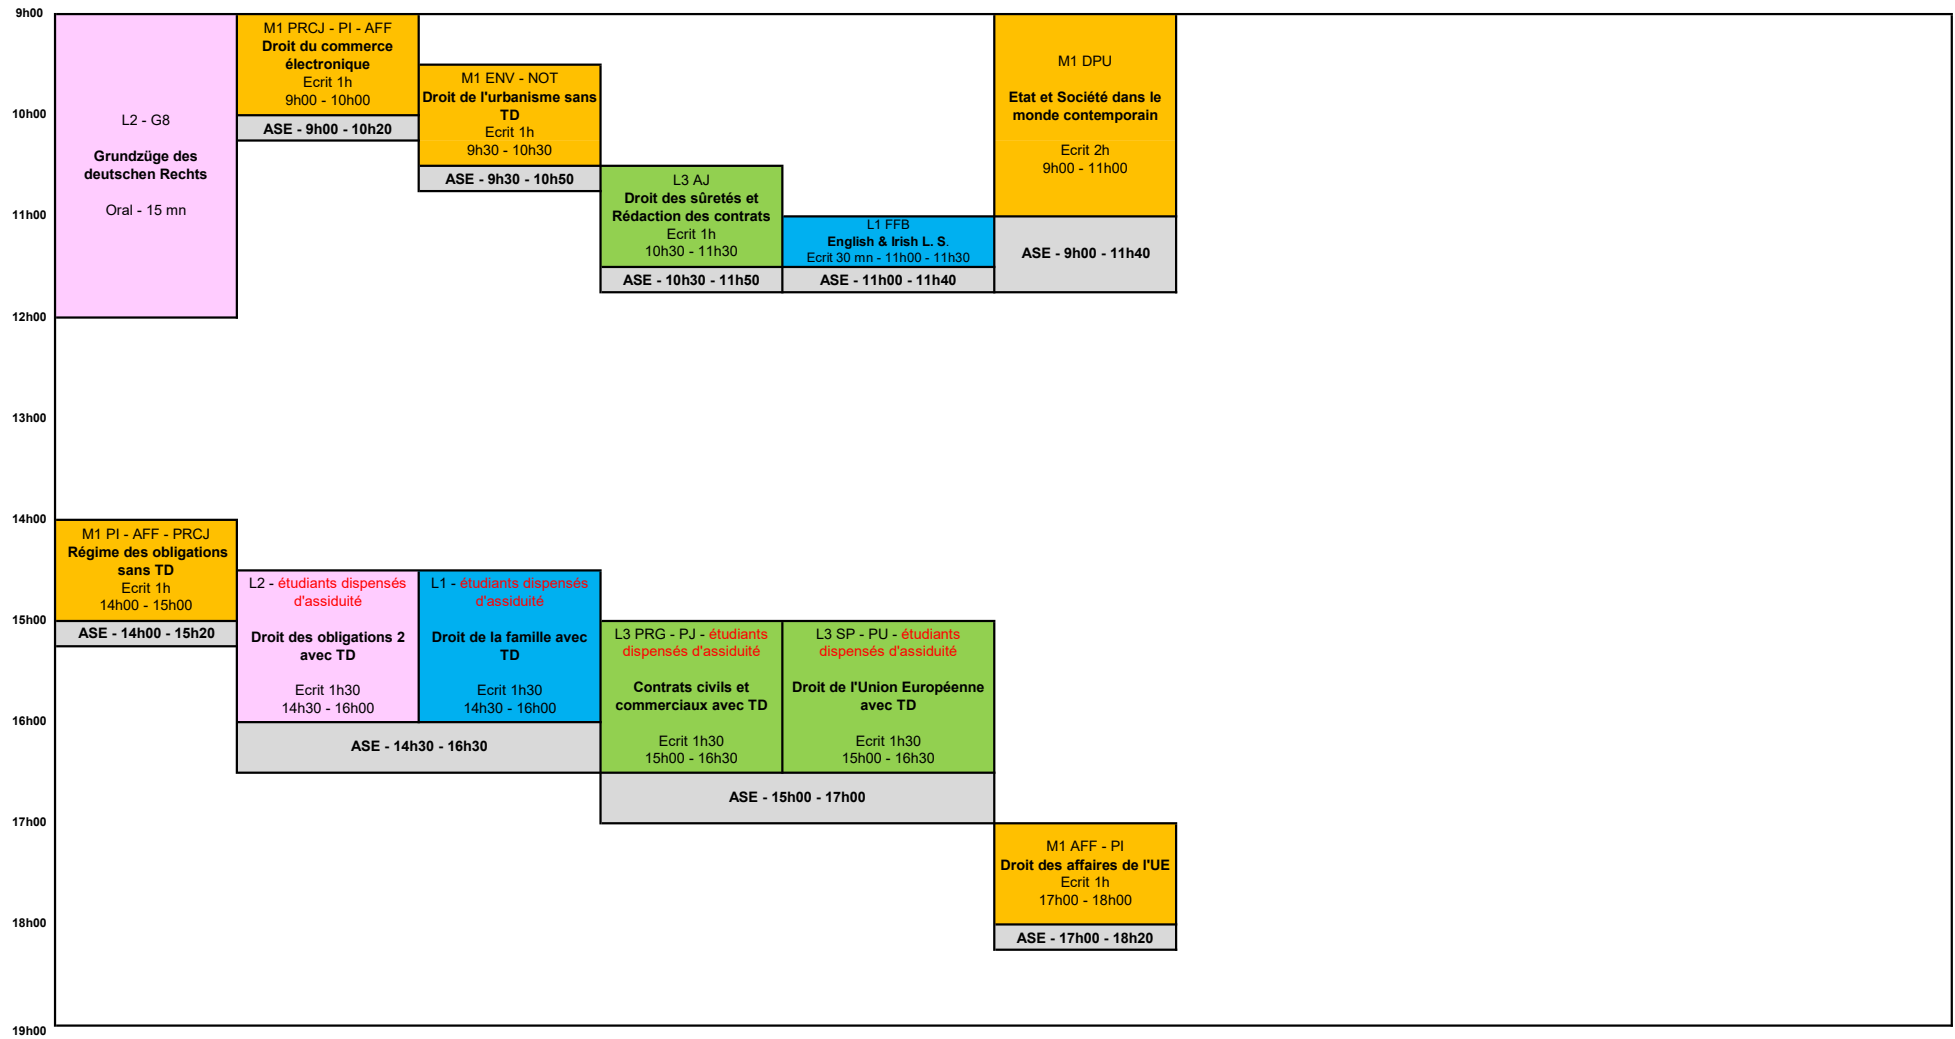 9h00
10h00
11h00
12h00
13h00
14h00
15h00
16h00
17h00
18h00
19h00
L2 - G8
Grundzüge des
deutschen Rechts
Oral - 15 mn
M1 PRCJ - PI - AFF
Droit du commerce
électronique
Ecrit 1h
9h00 - 10h00
ASE - 9h00 - 10h20
M1 ENV - NOT
Droit de l'urbanisme sans
TD
Ecrit 1h
9h30 - 10h30
ASE - 9h30 - 10h50
L3 AJ
Droit des sûretés et
Rédaction des contrats
Ecrit 1h
10h30 - 11h30
ASE - 10h30 - 11h50
L1 FFB
English & Irish L. S.
Ecrit 30 mn - 11h00 - 11h30
ASE - 11h00 - 11h40
M1 DPU
Etat et Société dans le
monde contemporain
Ecrit 2h
9h00 - 11h00
ASE - 9h00 - 11h40
M1 PI - AFF - PRCJ
Régime des obligations
sans TD
Ecrit 1h
14h00 - 15h00
ASE - 14h00 - 15h20
L2 - étudiants dispensés
d'assiduité
Droit des obligations 2
avec TD
Ecrit 1h30
14h30 - 16h00
L1 - étudiants dispensés
d'assiduité
Droit de la famille avec
TD
Ecrit 1h30
14h30 - 16h00
ASE - 14h30 - 16h30
L3 PRG - PJ - étudiants
dispensés d'assiduité
Contrats civils et
commerciaux avec TD
Ecrit 1h30
15h00 - 16h30
L3 SP - PU - étudiants
dispensés d'assiduité
Droit de l'Union Européenne
avec TD
Ecrit 1h30
15h00 - 16h30
ASE - 15h00 - 17h00
M1 AFF - PI
Droit des affaires de l'UE
Ecrit 1h
17h00 - 18h00
ASE - 17h00 - 18h20